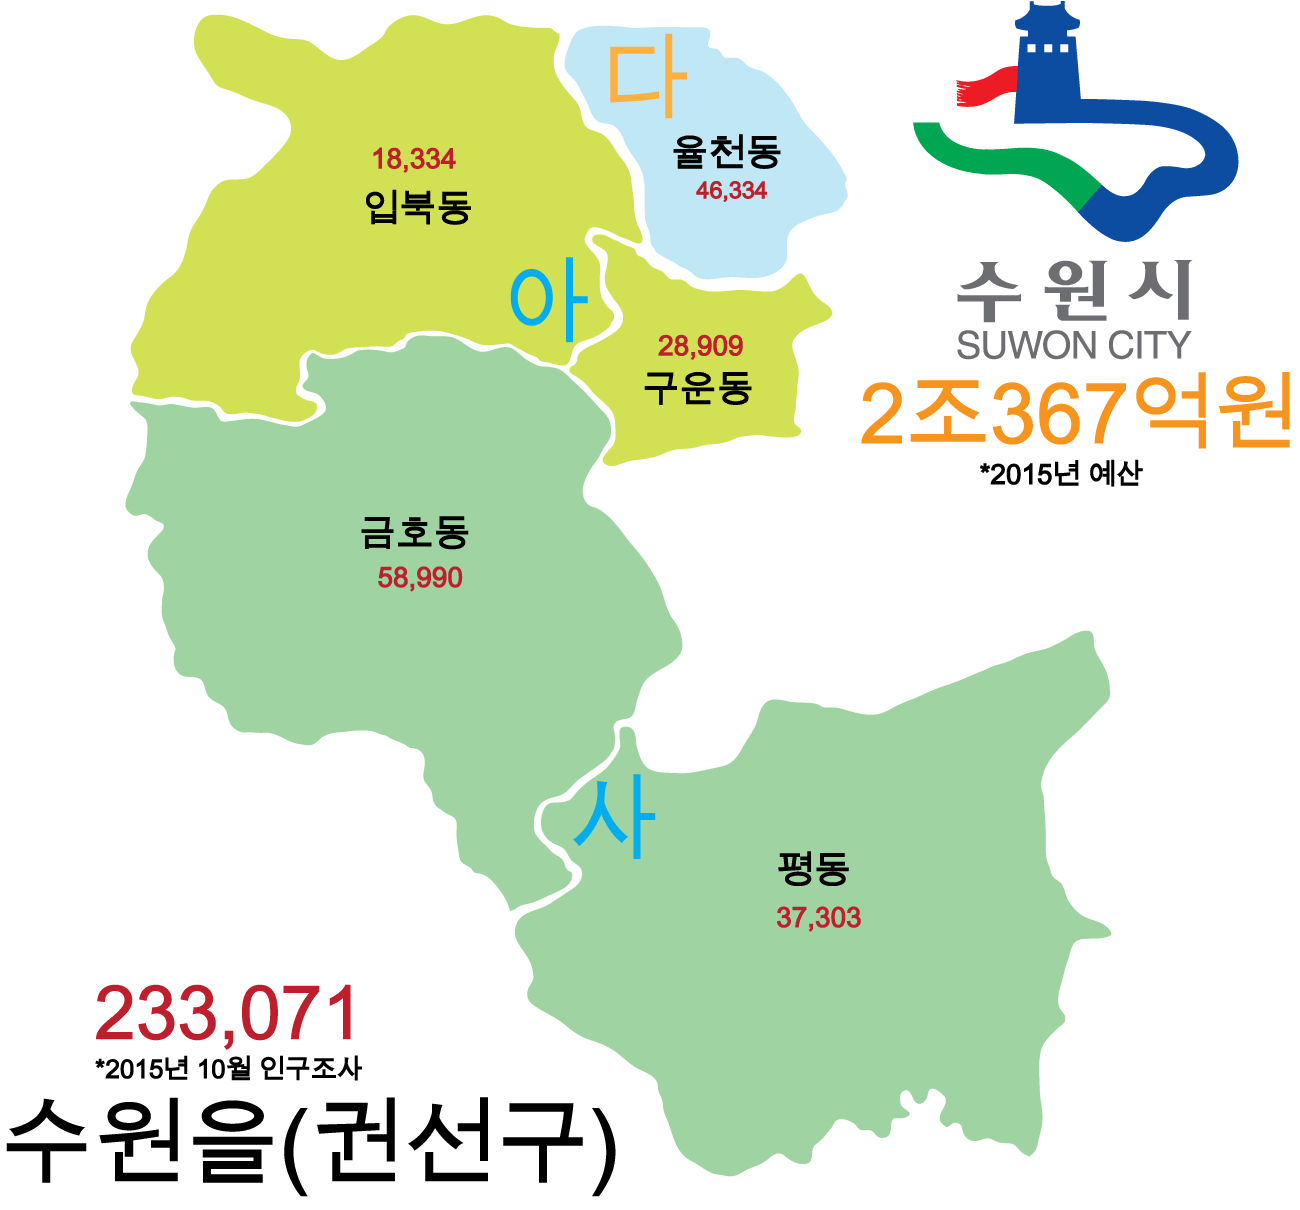 다
율천동
46,334
18,334
입북동
아
28,909
구운동
수원시
SUWON CITY
2조367억원
*2015년 예산
금호동
58,990
사
평동
37,303
233,071
*2015년 10월 인구조사
수원을(권선구)